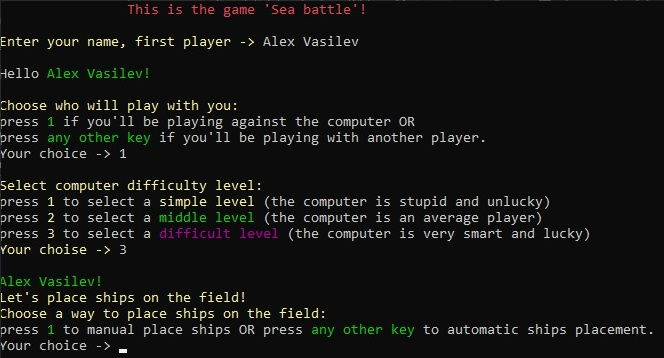 This is the game 'Sea battle'!
Enter your name, first player -> Alex Vasilev
Hello Alex Vasilev!
Choose who will play with you:
press 1 if you'll be playing against the computer OR
press any other key if you'll be playing with another player.
Your choice -> 1
Select computer difficulty level:
press 1 to select a simple level (the computer is stupid and unlucky)
press 2 to select a middle level (the computer is an average player)
press 3 to select a difficult level (the computer is very smart and lucky)
Your choise -> 3
Alex Vasilev!
Let's place ships on the field!
Choose a way to place ships on the field:
press 1 to manual place ships OR press any other key to automatic ships placement.
Your choice ->